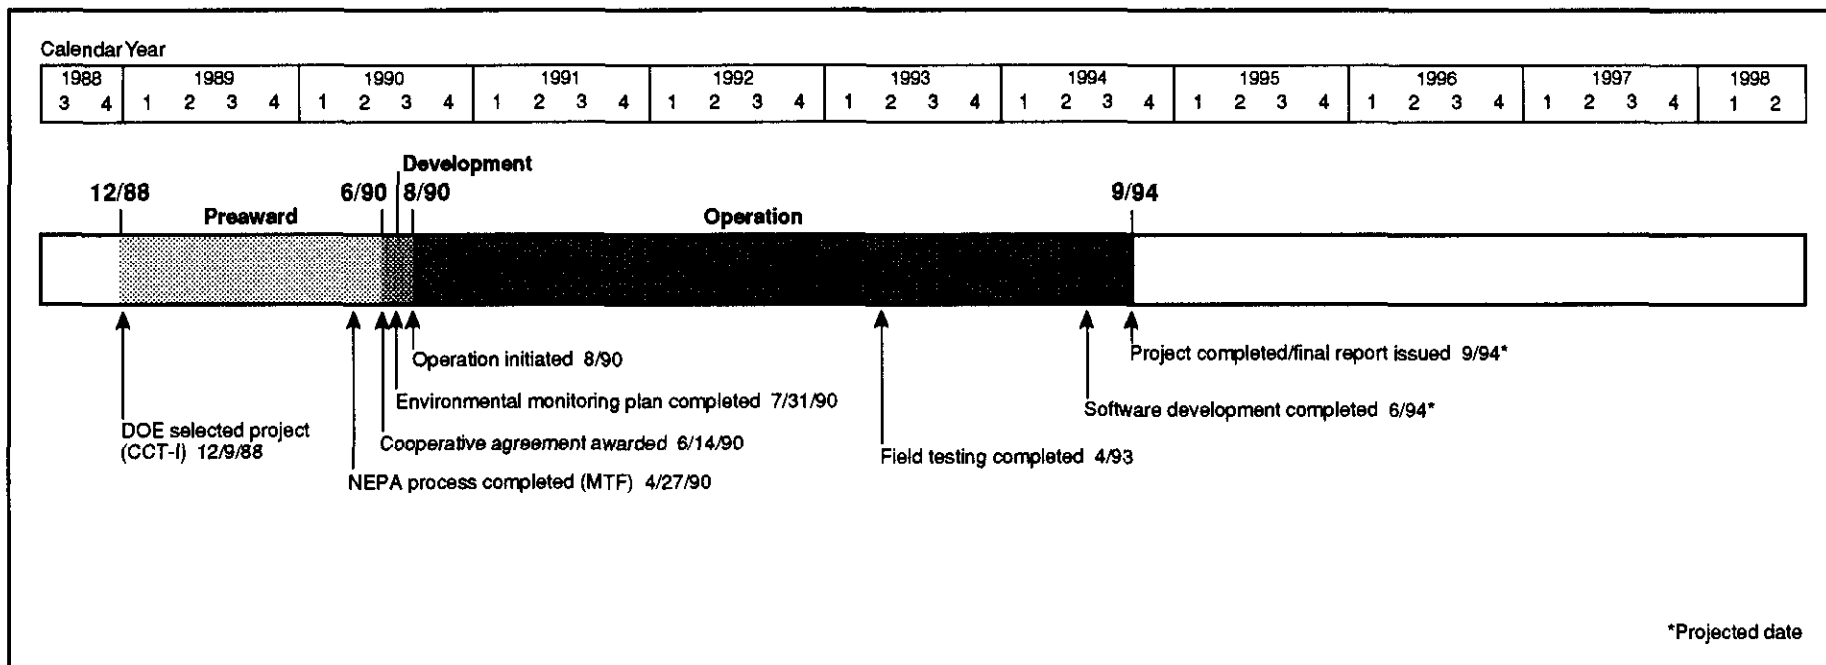 Calendar Year
1988 1989 1990 1991 1992 1993 1994 1995 1996 1997 1998
3 4 1 2 3 4 1 2 3 4 1 2 3 4 1 2 3 4 1 2 3 4 1 2 3 4 1 2 3 4 1 2 3 4 1 2 3 4 1 2
Development
12/88 6/90 8/90 9/94
Preaward Operation
Operation initiated 8/90
Project completed/final report issued 9/94*
Environmental monitoring plan completed 7/31/90
Software development completed 6/94*
DOE selected project
(CCT-I) 12/9/88
Cooperative agreement awarded 6/14/90
Field testing completed 4/93
NEPA process completed (MTF) 4/27/90
*Projected date